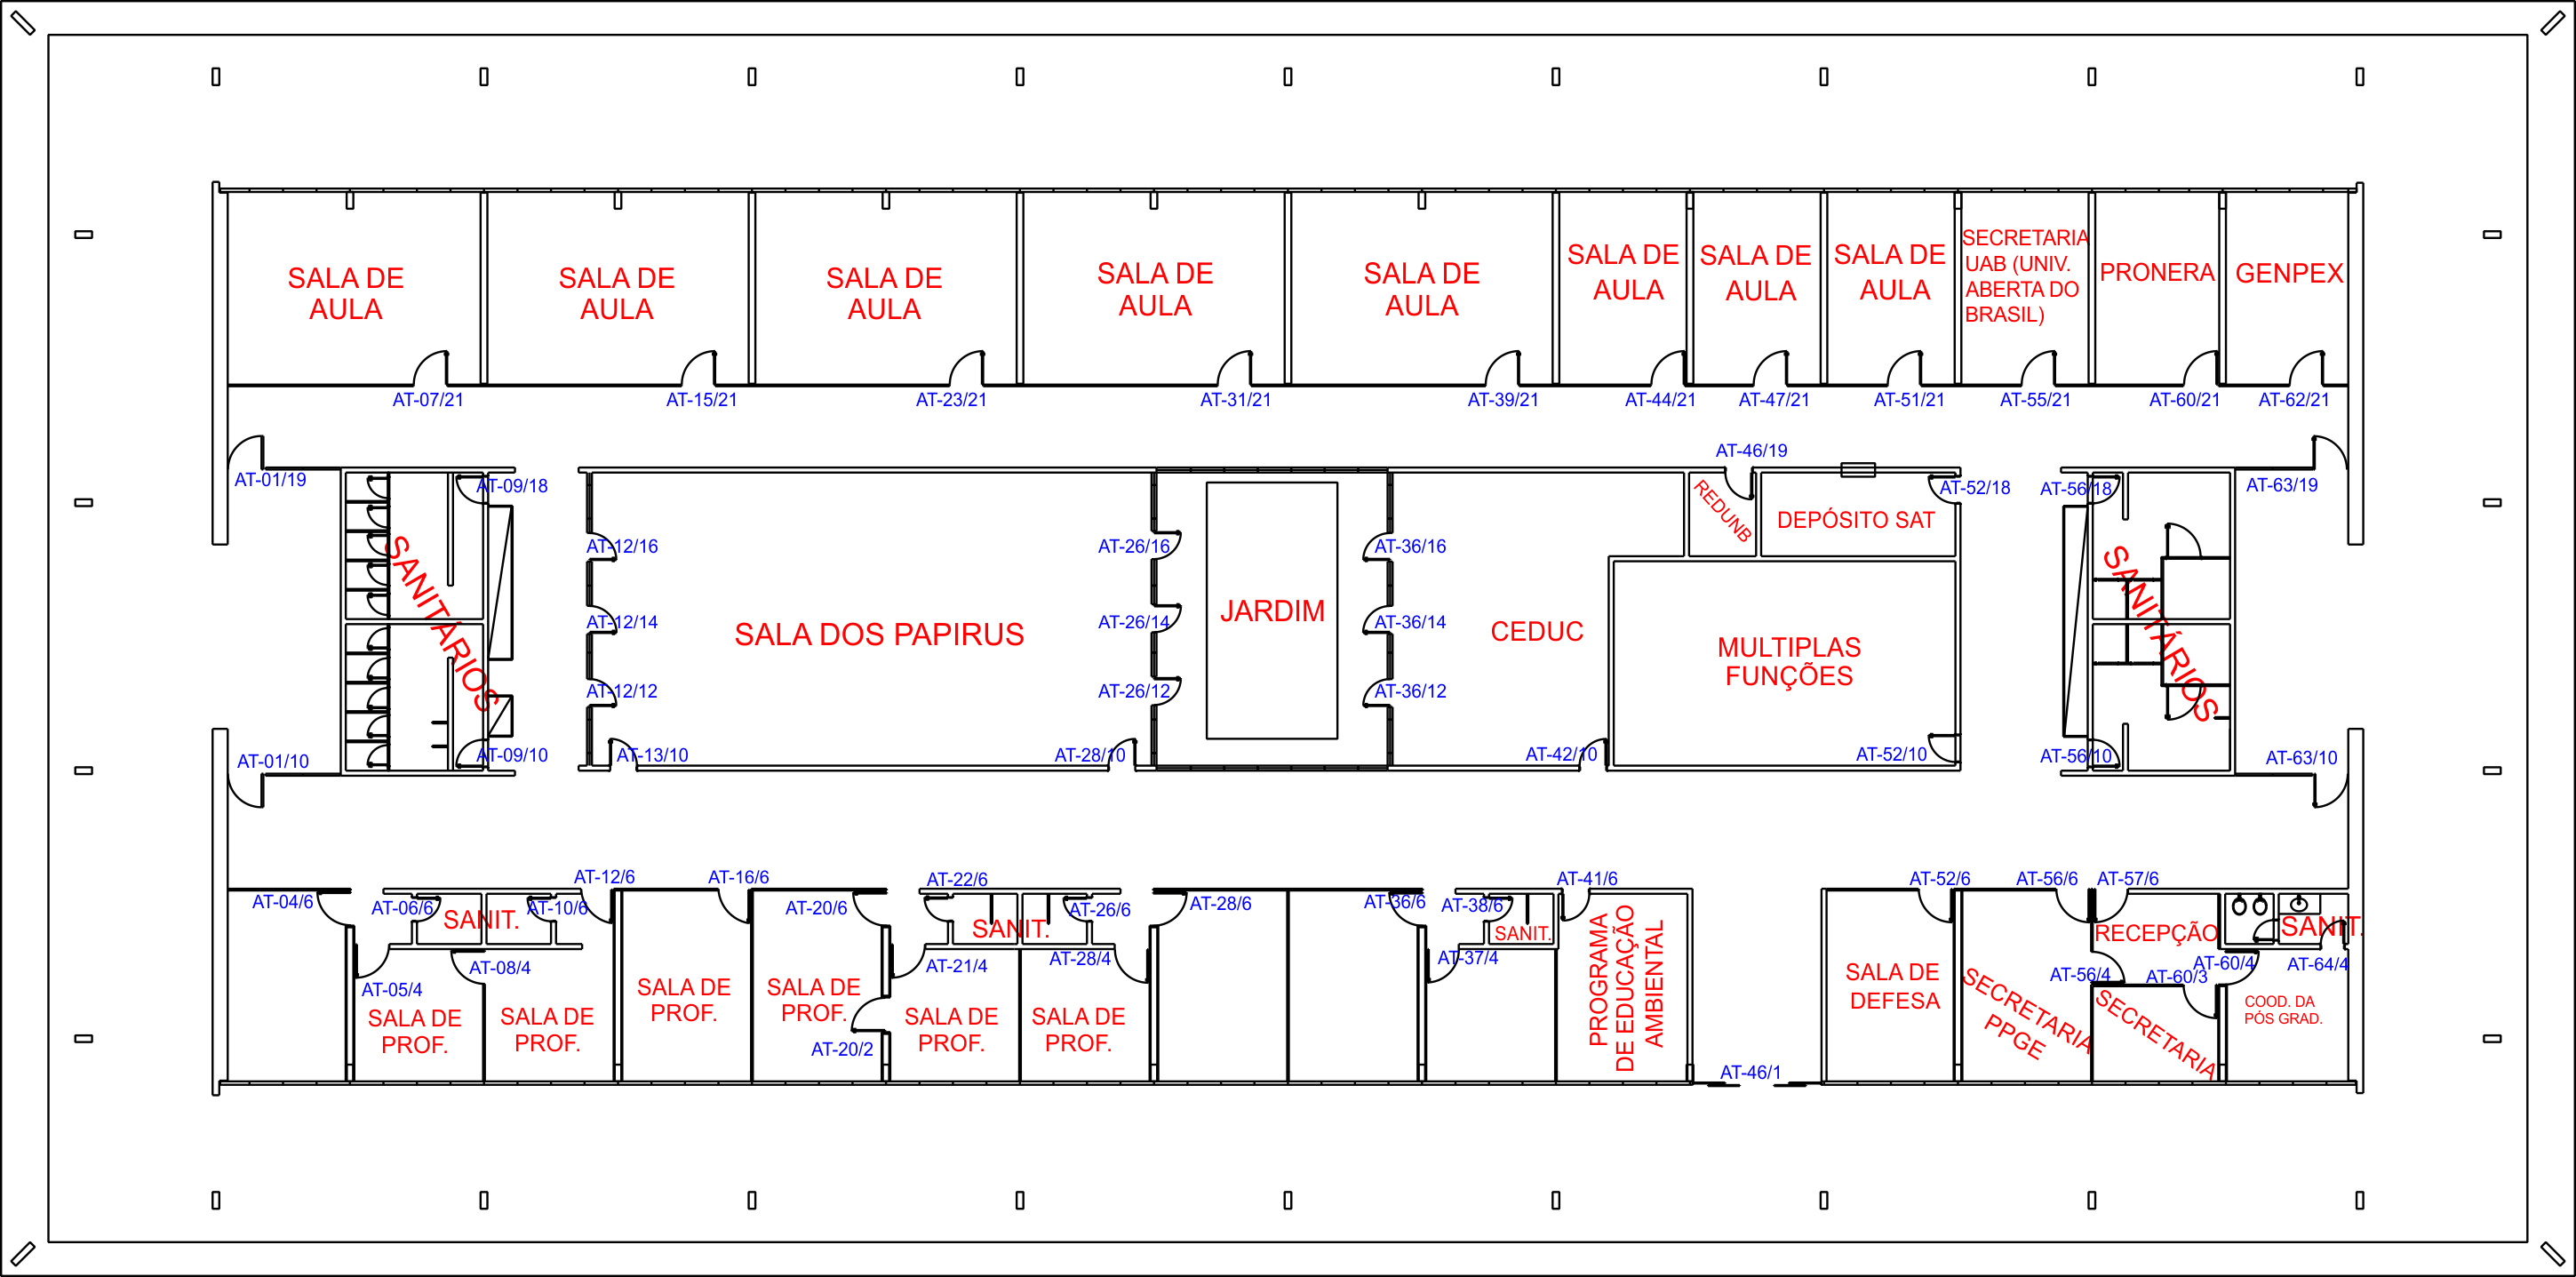 SALA DE
AULA
SALA DE
AULA
SALA DE
AULA
SALA DE
AULA
SALA DE
AULA
SALA DE
AULA
SALA DE
AULA
SALA DE
AULA
SECRETARIA
UAB (UNIV.
ABERTA DO
BRASIL)
PRONERA
GENPEX
AT-07/21
AT-15/21
AT-23/21
AT-31/21
AT-39/21
AT-44/21
AT-47/21
AT-51/21
AT-55/21
AT-60/21
AT-62/21
AT-46/19
AT-01/19
AT-09/18
REDUNB
DEPÓSITO SAT
AT-52/18
AT-56/18
AT-63/19
SANITÁRIOS
AT-12/16
AT-26/16
AT-36/16
SANITÁRIOS
AT-12/14
AT-26/14
AT-36/14
SALA DOS PAPIRUS
JARDIM
CEDUC
MULTIPLAS
FUNÇÕES
AT-12/12
AT-26/12
AT-36/12
AT-01/10
AT-09/10
AT-13/10
AT-28/10
AT-42/10
AT-52/10
AT-56/10
AT-63/10
AT-04/6
AT-06/6
SANIT.
AT-10/6
AT-12/6
AT-16/6
AT-20/6
AT-22/6
SANIT.
AT-26/6
AT-28/6
AT-36/6
AT-38/6
SANIT.
AT-41/6
AT-52/6
AT-56/6
AT-57/6
RECEPÇÃO
SANIT.
AT-05/4
AT-08/4
AT-21/4
AT-28/4
AT-37/4
AT-56/4
AT-60/3
AT-60/4
AT-64/4
SALA DE
PROF.
SALA DE
PROF.
SALA DE
PROF.
SALA DE
PROF.
AT-20/2
SALA DE
PROF.
SALA DE
PROF.
PROGRAMA
DE EDUCAÇÃO
AMBIENTAL
AT-46/1
SALA DE
DEFESA
SECRETARIA
PPGE
SECRETARIA
COOD. DA
PÓS GRAD.